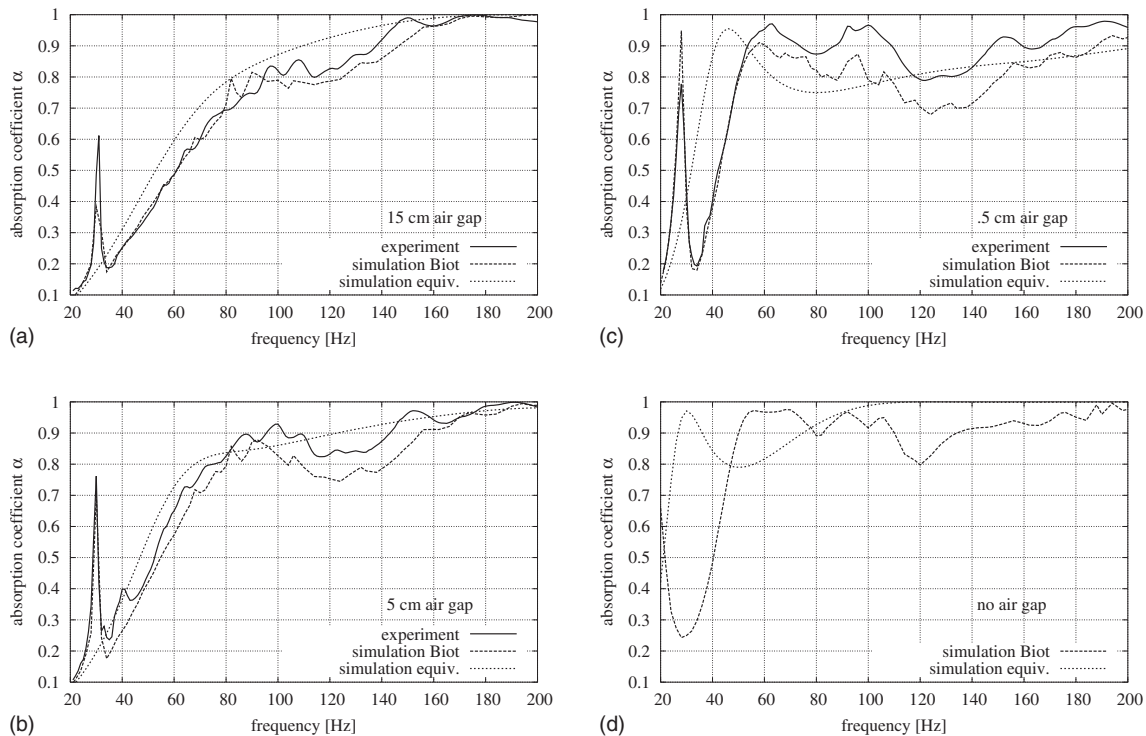 absorption coefficient α
1
0.9
0.8
0.7
0.6
0.5
0.4
0.3
0.2
0.1
15 cm air gap
experiment
simulation Biot
simulation equiv.
20 40 60 80 100 120 140 160 180 200
frequency [Hz]
(a)
absorption coefficient α
1
0.9
0.8
0.7
0.6
0.5
0.4
0.3
0.2
0.1
.5 cm air gap
experiment
simulation Biot
simulation equiv.
20 40 60 80 100 120 140 160 180 200
frequency [Hz]
(c)
absorption coefficient α
1
0.9
0.8
0.7
0.6
0.5
0.4
0.3
0.2
0.1
5 cm air gap
experiment
simulation Biot
simulation equiv.
20 40 60 80 100 120 140 160 180 200
frequency [Hz]
(b)
absorption coefficient α
1
0.9
0.8
0.7
0.6
0.5
0.4
0.3
0.2
0.1
no air gap
simulation Biot
simulation equiv.
20 40 60 80 100 120 140 160 180 200
frequency [Hz]
(d)